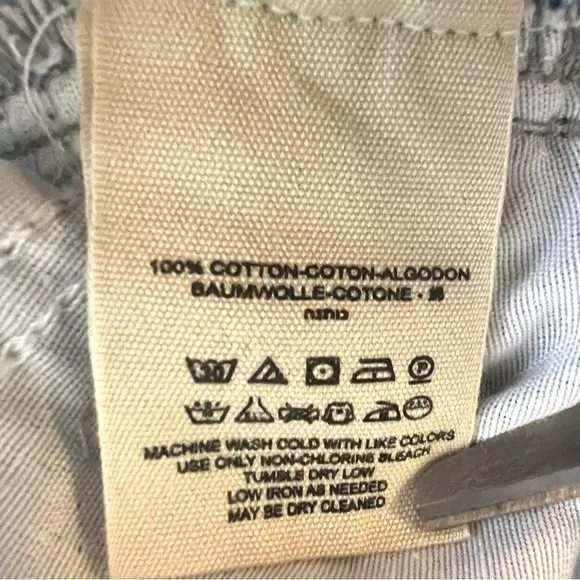 100% COTTON-COTON-ALGODON
BAUMWOLLE-COTONE - 棉
כותנה
P
MACHINE WASH COLD WITH LIKE COLORS
USE ONLY NON-CHLORINE BLEACH
TUMBLE DRY LOW
LOW IRON AS NEEDED
MAY BE DRY CLEANED